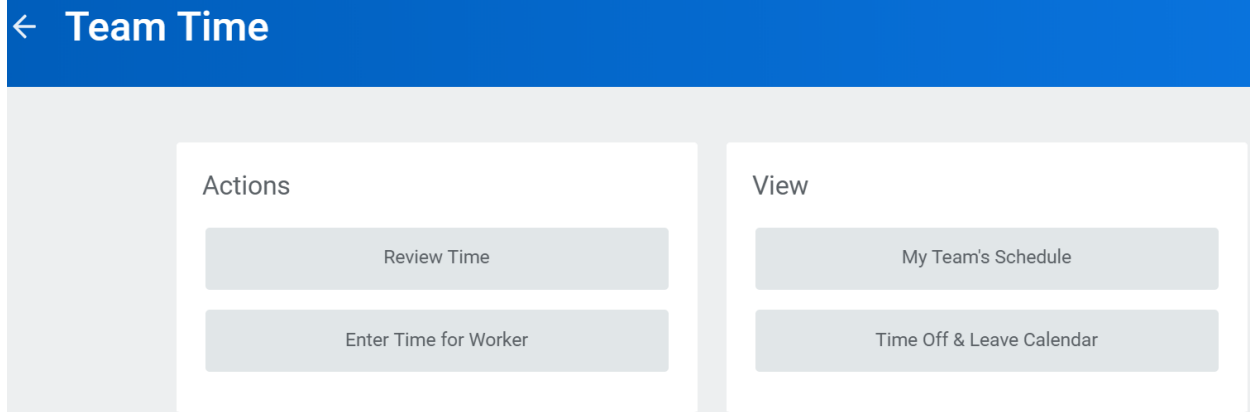 Team Time
Actions
Review Time
Enter Time for Worker
View
My Team's Schedule
Time Off & Leave Calendar